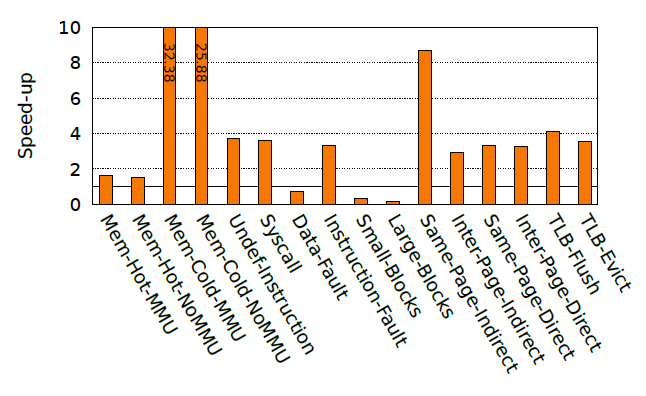 Speed-up
10
8
6
4
2
0
32.38
25.88
Mem-Hot-MMU
Mem-Hot-NoMMU
Mem-Cold-MMU
Mem-Cold-NoMMU
Undef-Instruction
Syscall
Data-Fault
Instruction-Fault
Small-Blocks
Large-Blocks
Same-Page-Indirect
Inter-Page-Indirect
Same-Page-Direct
Inter-Page-Direct
TLB-Flush
TLB-Evict